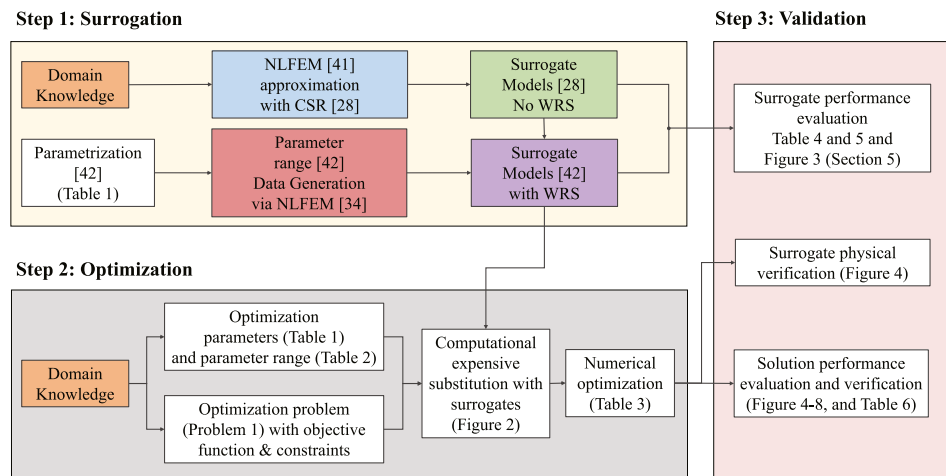 Step 1: Surrogation
Domain
Knowledge
NLFEM [41]
approximation
with CSR [28]
Surrogate
Models [28]
No WRS
Parametrization
[42]
(Table 1)
Parameter
range [42]
Data Generation
via NLFEM [34]
Surrogate
Models [42]
with WRS
Step 2: Optimization
Domain
Knowledge
Optimization
parameters (Table 1)
and parameter range (Table 2)
Optimization problem
(Problem 1) with objective
function & constraints
Computational
expensive
substitution with
surrogates
(Figure 2)
Numerical
optimization
(Table 3)
Step 3: Validation
Surrogate performance
evaluation
Table 4 and 5 and
Figure 3 (Section 5)
Surrogate physical
verification (Figure 4)
Solution performance
evaluation and verification
(Figure 4-8, and Table 6)